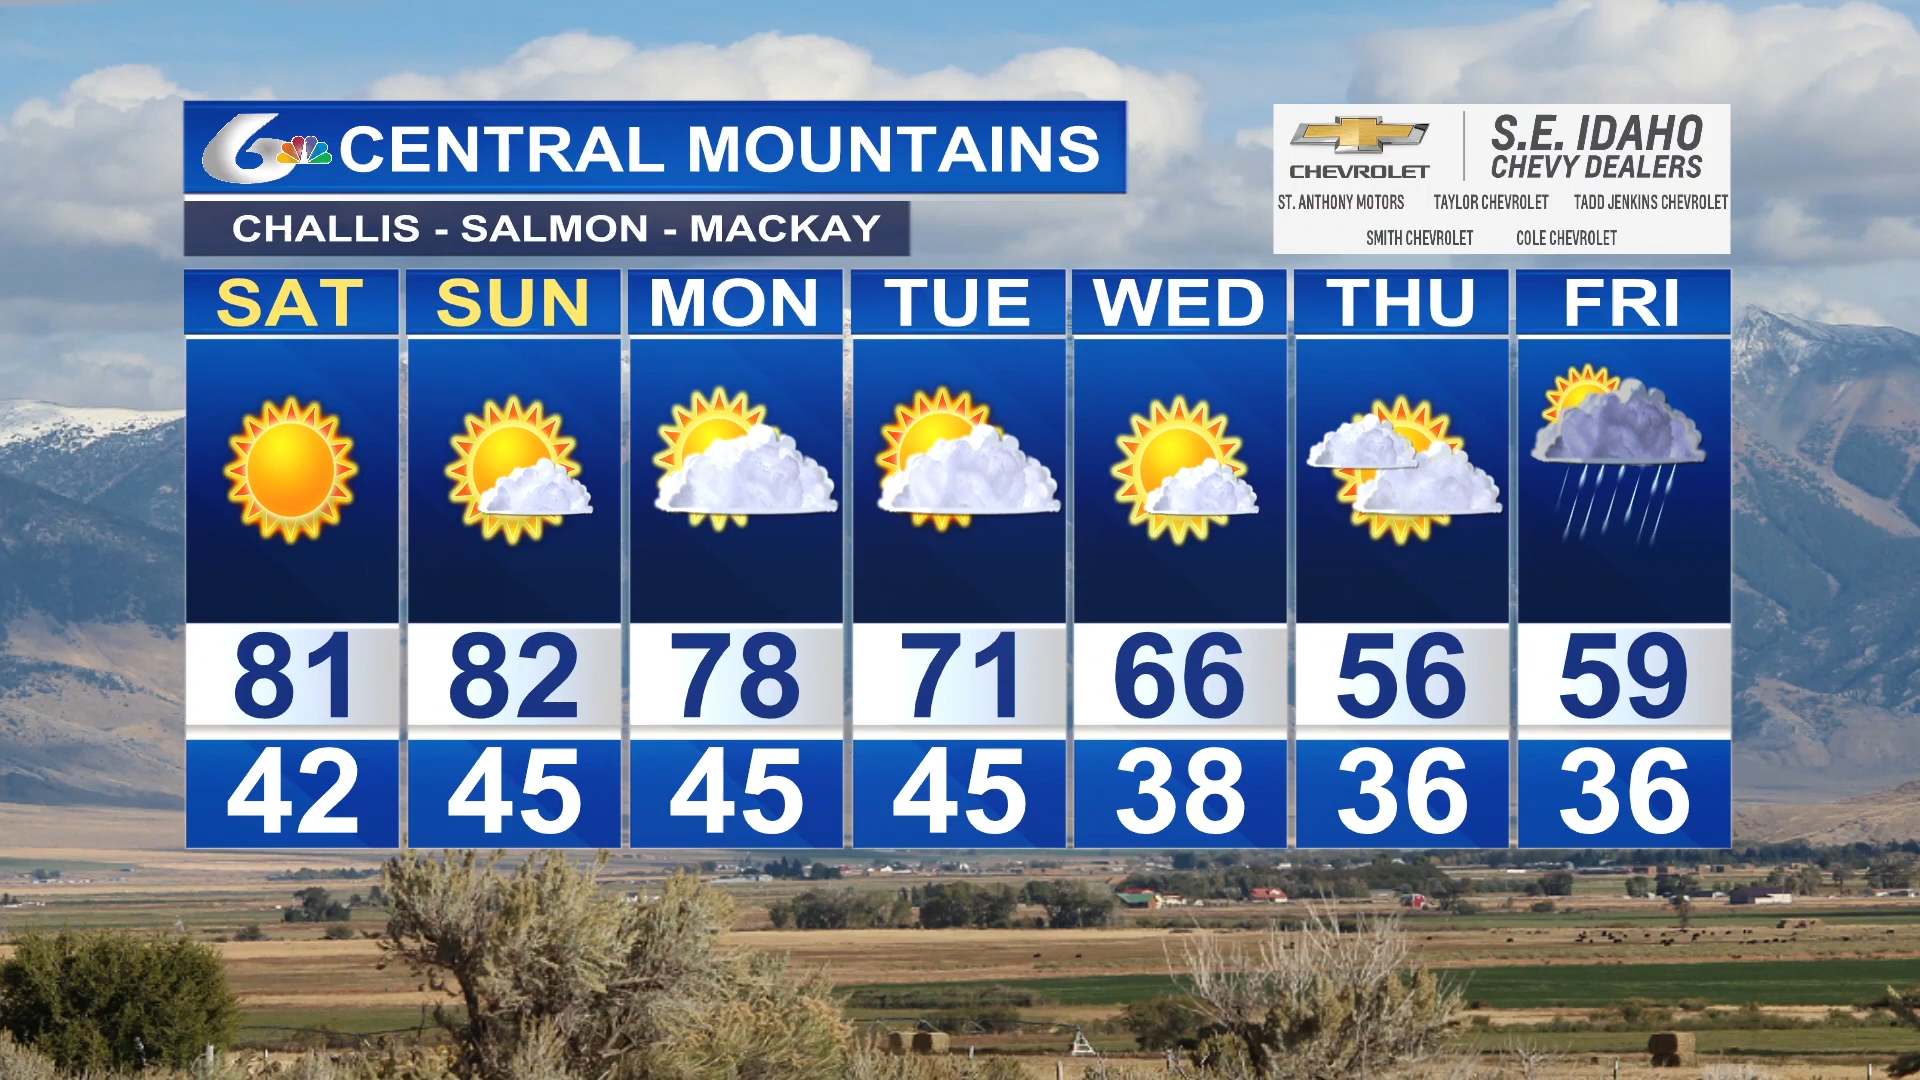 6 CENTRAL MOUNTAINS
CHALLIS - SALMON - MACKAY
CHEVROLET
S.E. IDAHO
CHEVY DEALERS
ST. ANTHONY MOTORS TAYLOR CHEVROLET TADD JENKINS CHEVROLET
SMITH CHEVROLET COLE CHEVROLET
SAT SUN MON TUE WED THU FRI
81 82 78 71 66 56 59
42 45 45 45 38 36 36